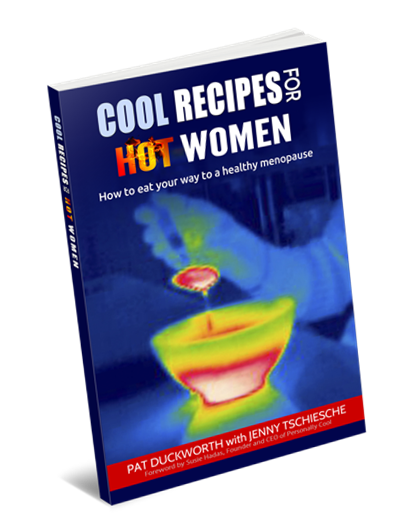 COOL RECIPES FOR
HOT WOMEN
How to eat your way to a healthy menopause
PAT DUCKWORTH with JENNY TSCHIESCHE
Foreword by Susie Hadas, Founder and CEO of Personally Cool
COOL RECIPES FOR HOT WOMEN